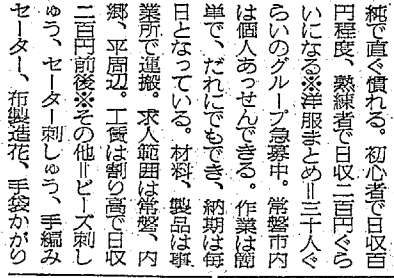 純で直ぐ慣れる。初心者で日収百
円程度、熟練者で日収二百円ぐら
いになる※洋服まとめ＝三十人ぐ
らいのグループ急募中。常磐市内
は個人あっせんできる。作業は簡
単で、だれにでもでき、納期は毎
日となっている。材料、製品は事
業所で運搬。求人範囲は常磐、内
郷、平周辺。工賃は割り高で日収
二百円前後※その他＝ビーズ刺し
ゅう、セーター刺しゅう、手編み
セーター、布製造花、手袋かがり